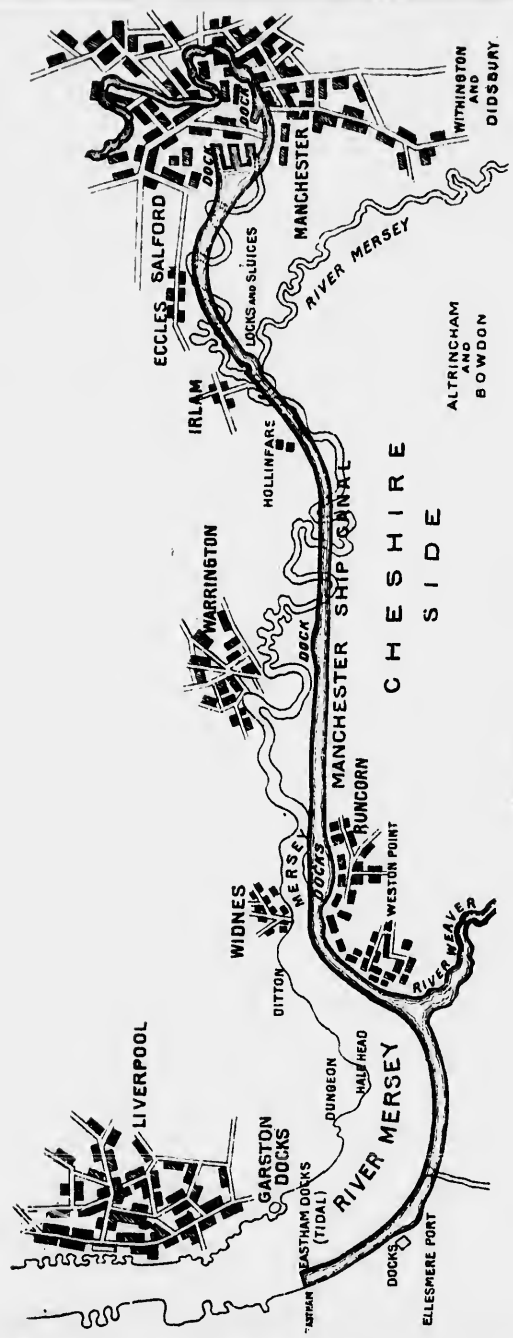 LIVERPOOL
GARSTON
DOCKS
EASTHAM
EASTHAM DOCKS
(TIDAL)
RIVER MERSEY
DUNGEON
HALE HEAD
DITTON
WIDNES
MERSEY
DOCKS
ELLESMERE PORT
RIVER WEAVER
WESTON POINT
RUNCORN
DOCKS
MANCHESTER SHIP CANAL
DOCK
WARRINGTON
CHESHIRE
SIDE
HOLLINFARE
IRLAM
ECCLES
SALFORD
LOCKS AND SLUICES
RIVER MERSEY
DOCK
DOCK
MANCHESTER
ALTRINCHAM
AND
BOWDON
WITHINGTON
AND
DIDSBURY